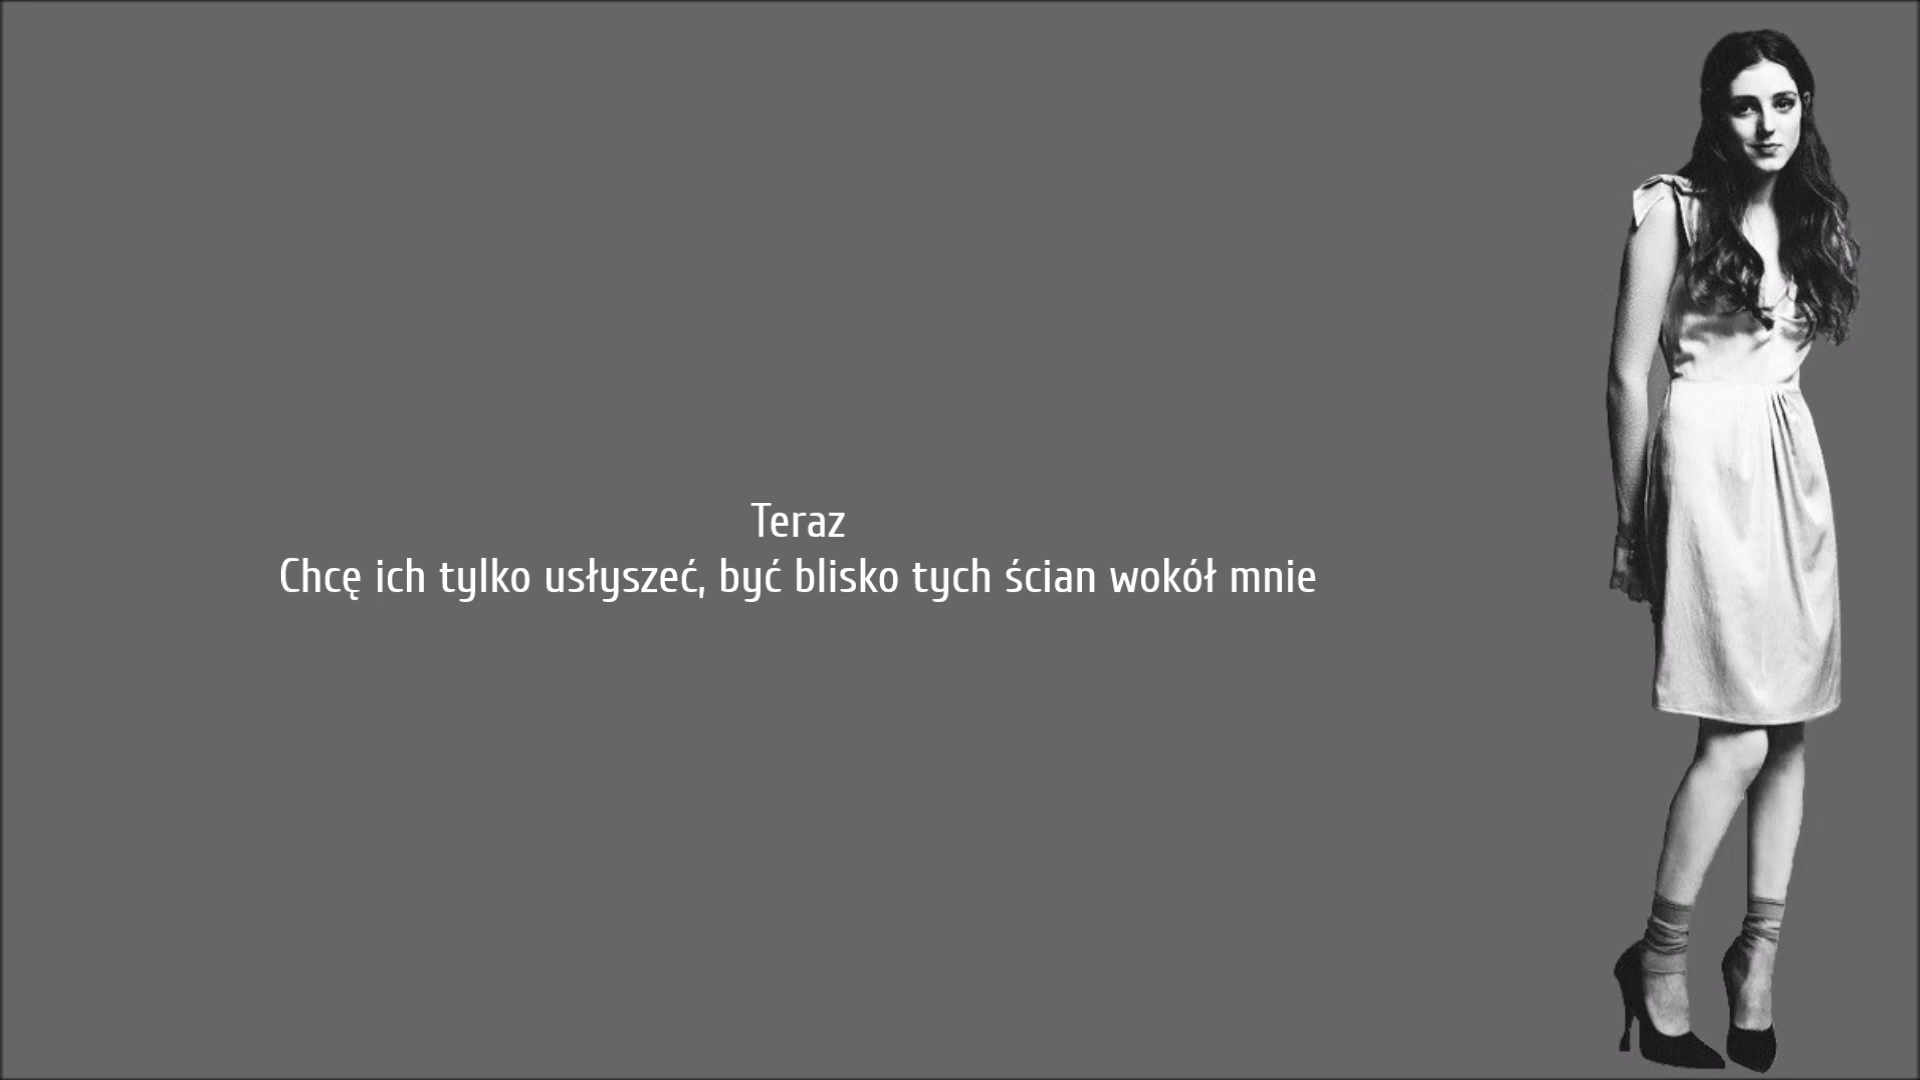 Teraz
Chcę ich tylko usłyszeć, być blisko tych ścian wokół mnie